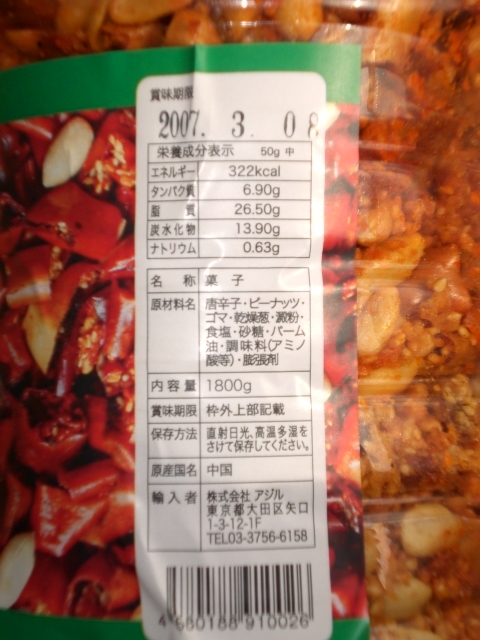 賞味期限
2007. 3. 08
栄養成分表示 50g 中
エネルギー 322kcal
タンパク質 6.90g
脂 質 26.50g
炭水化物 13.90g
ナトリウム 0.63g
名 称 菓 子
原材料名 唐辛子・ピーナッツ・
ゴマ・乾燥葱・澱粉・
食塩・砂糖・パーム
油・調味料(アミノ
酸等)・膨張剤
内容量 1800g
賞味期限 枠外上部記載
保存方法 直射日光、高温多湿を
さけて保存してください。
原産国名 中国
輸入者 株式会社 アジル
東京都大田区矢口
1-3-12-1F
TEL03-3756-6158
4 580188 910026